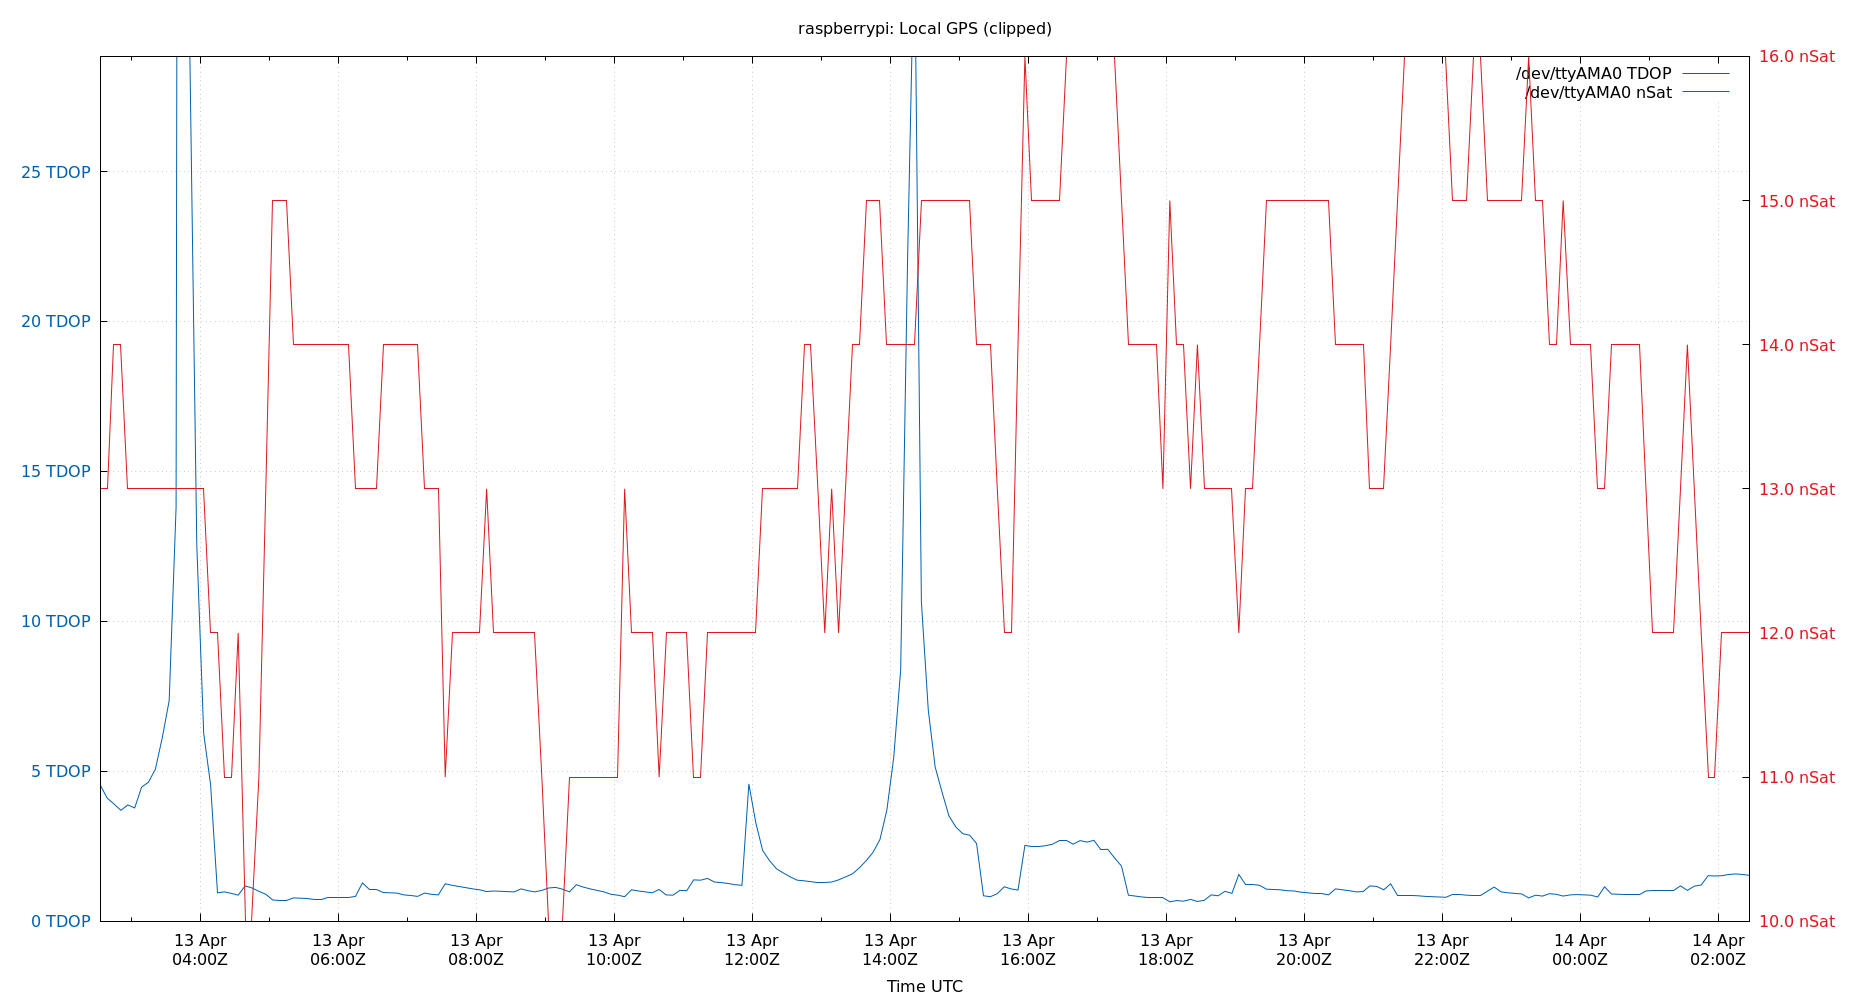 raspberrypi: Local GPS (clipped)
/dev/ttyAMA0 TDOP
/dev/ttyAMA0 nSat
25 TDOP
20 TDOP
15 TDOP
10 TDOP
5 TDOP
0 TDOP
16.0 nSat
15.0 nSat
14.0 nSat
13.0 nSat
12.0 nSat
11.0 nSat
10.0 nSat
13 Apr
04:00Z
13 Apr
06:00Z
13 Apr
08:00Z
13 Apr
10:00Z
13 Apr
12:00Z
13 Apr
14:00Z
13 Apr
16:00Z
13 Apr
18:00Z
13 Apr
20:00Z
13 Apr
22:00Z
14 Apr
00:00Z
14 Apr
02:00Z
Time UTC